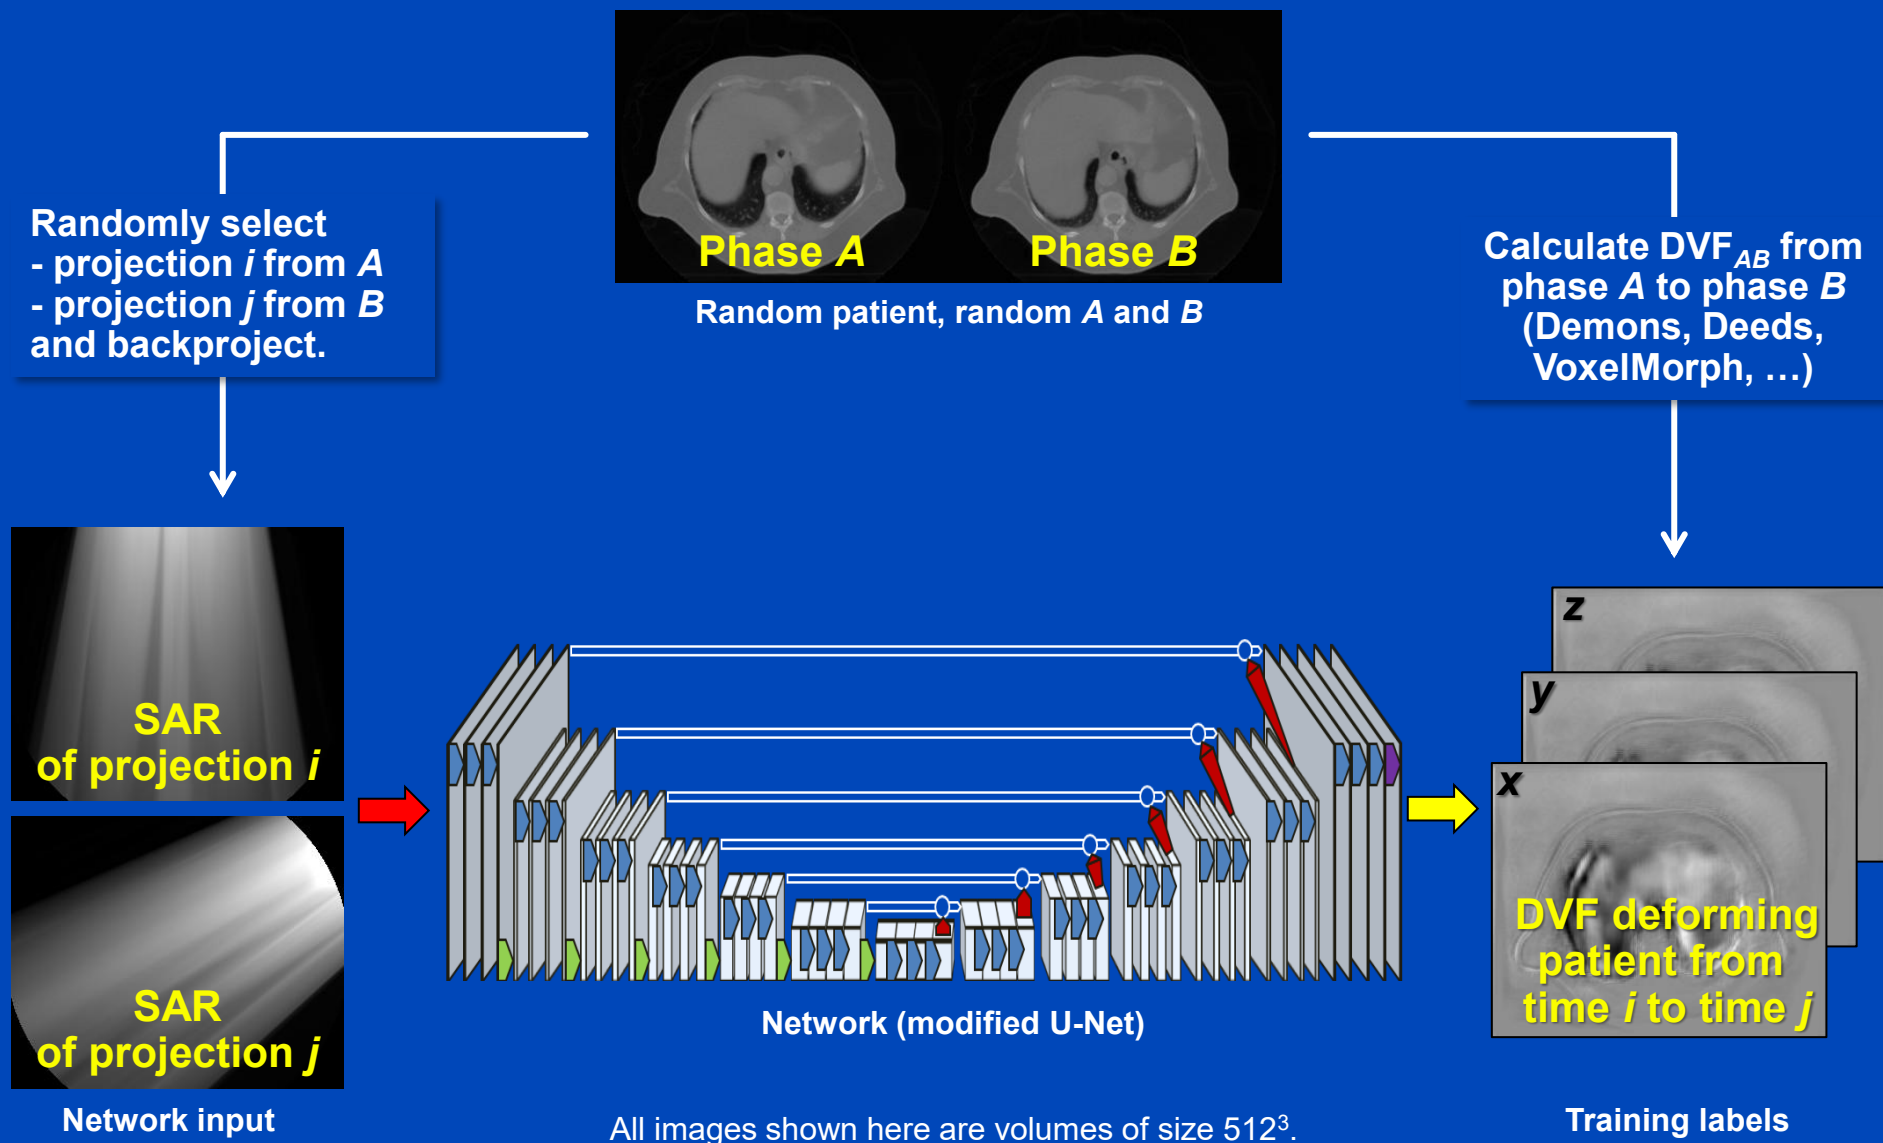 Phase A
Phase B
Random patient, random A and B
Randomly select
- projection i from A
- projection j from B
and backproject.
Calculate DVF_AB from
phase A to phase B
(Demons, Deeds,
VoxelMorph, …)
SAR
of projection i
SAR
of projection j
Network input
Network (modified U-Net)
All images shown here are volumes of size 512³.
z
y
x
DVF deforming
patient from
time i to time j
Training labels